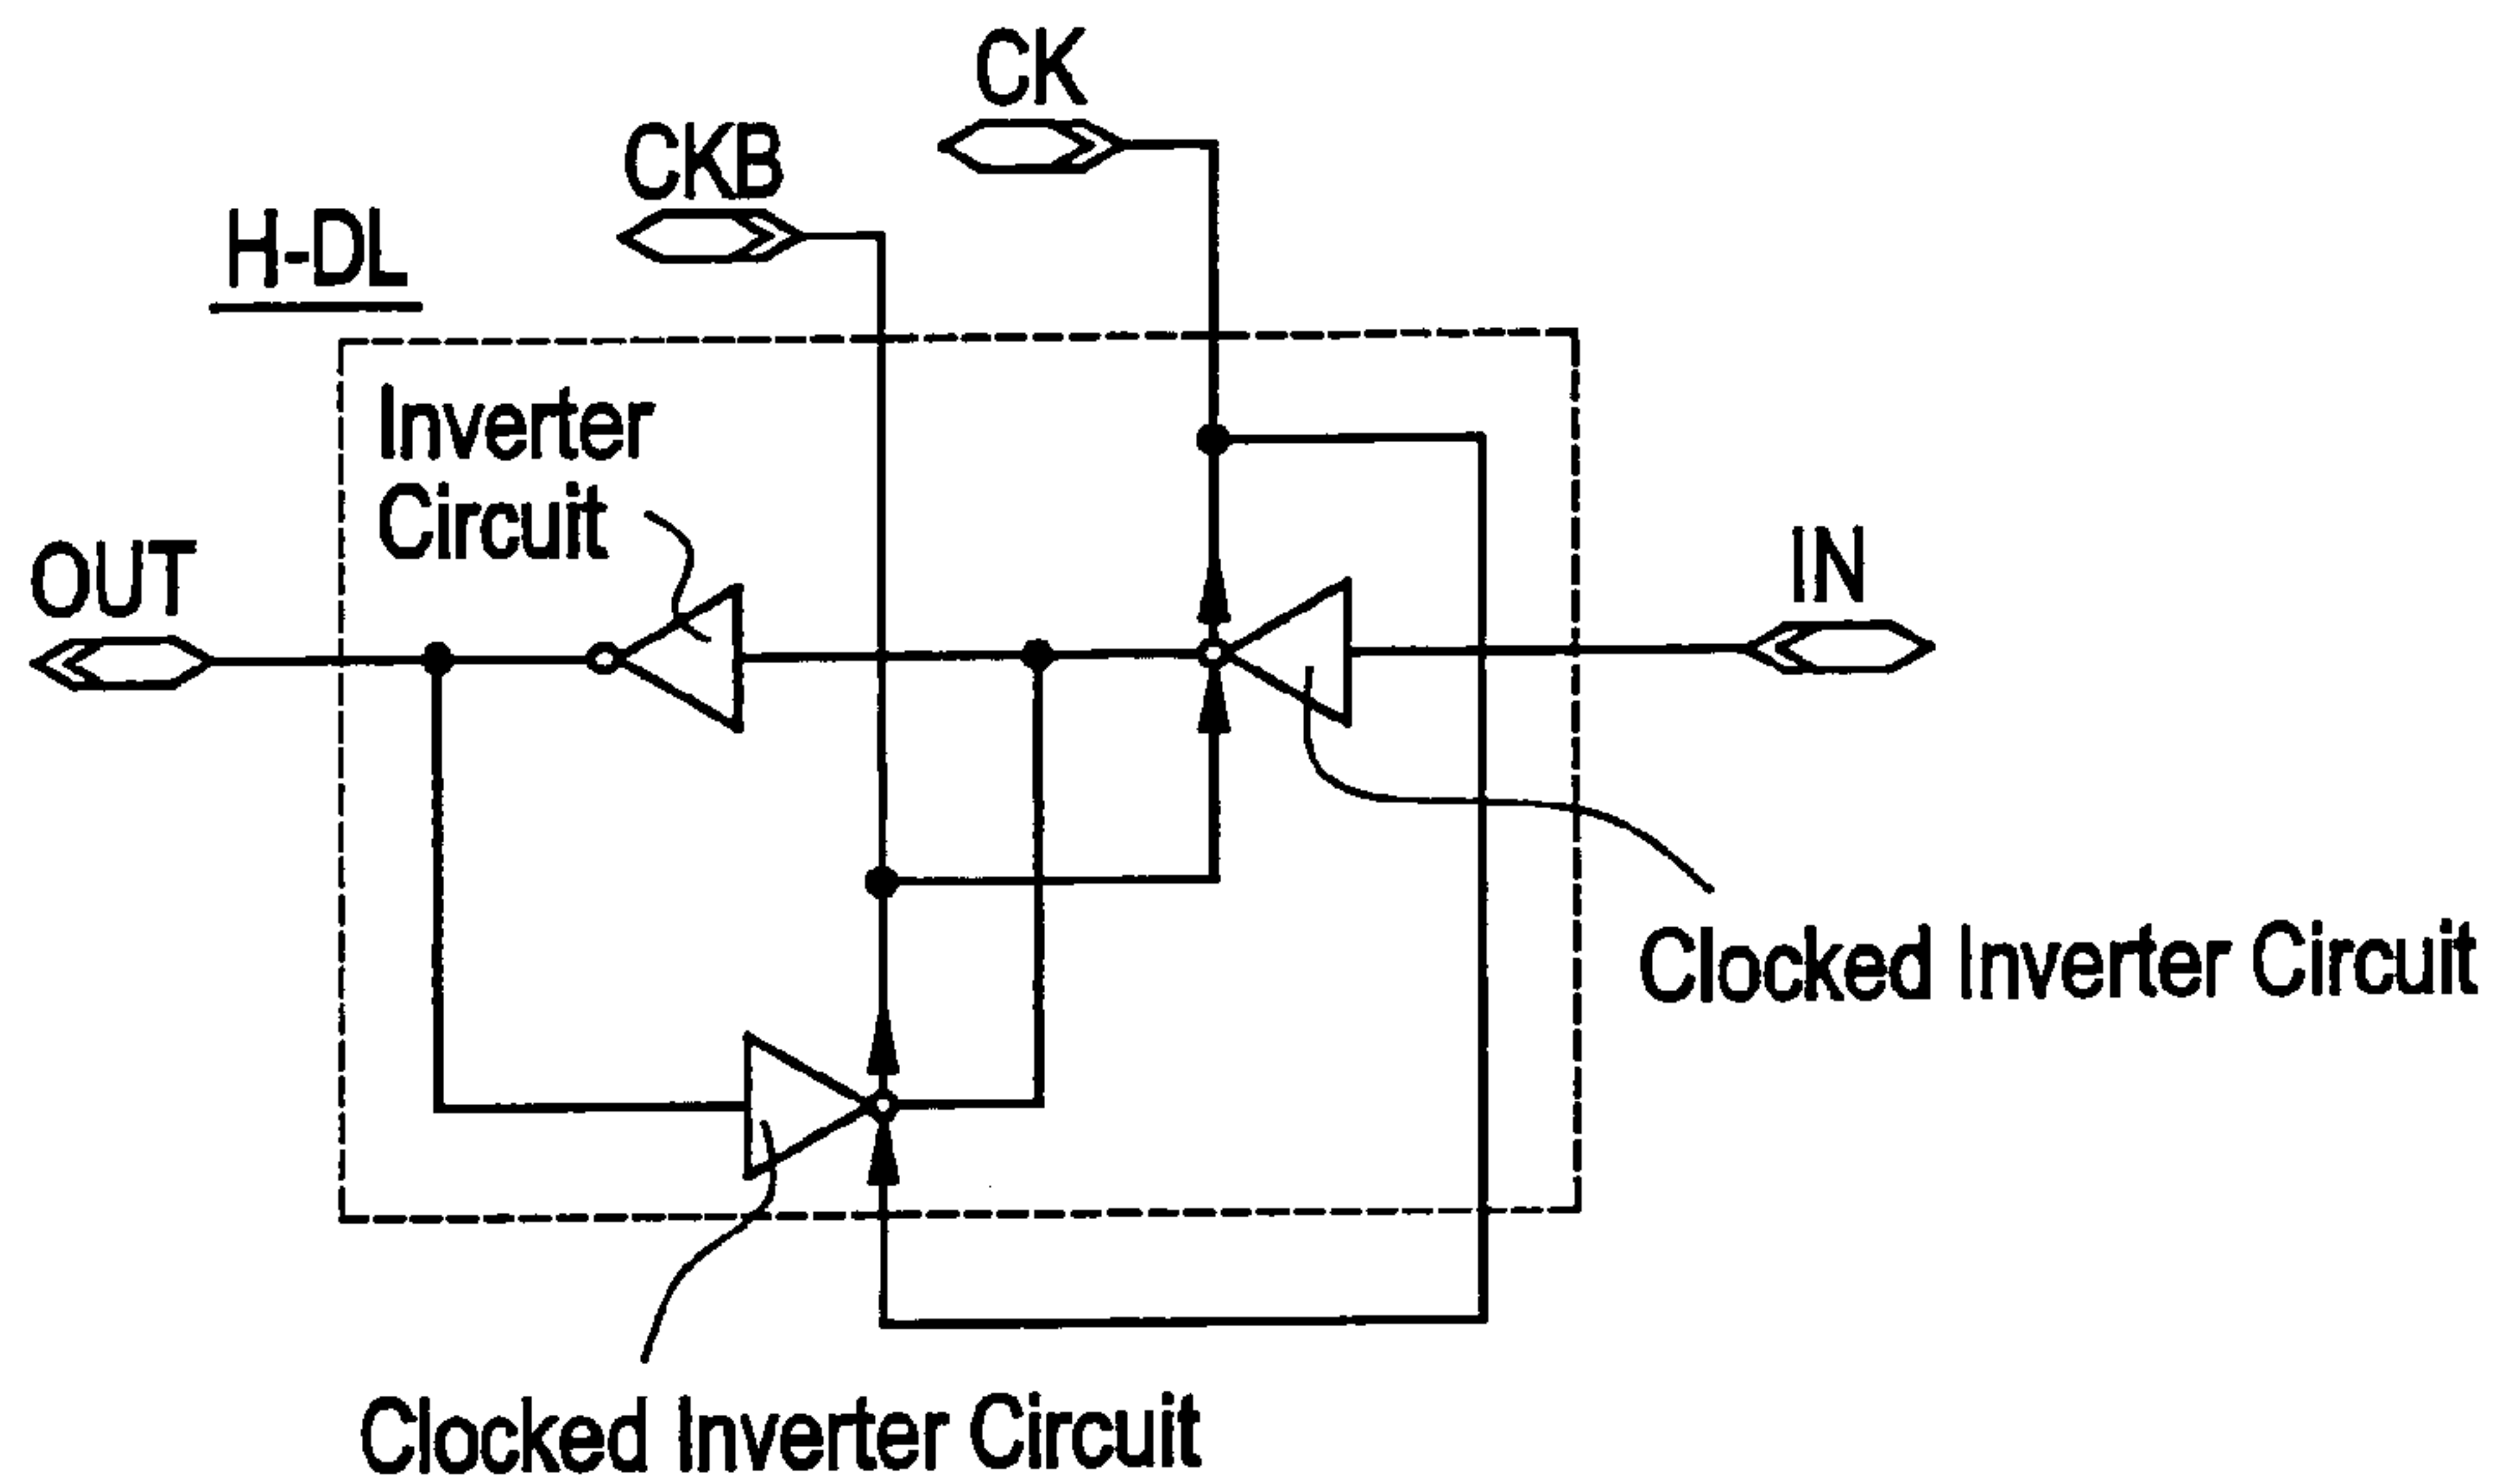 CK
CKB
H-DL
Inverter
Circuit
OUT
IN
Clocked Inverter Circuit
Clocked Inverter Circuit